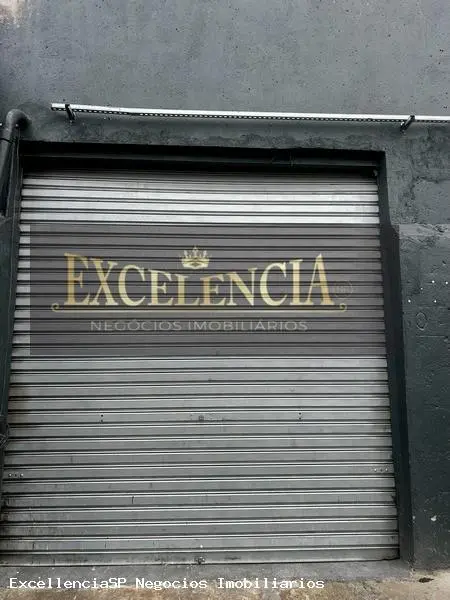 EXCELENCIA
NEGÓCIOS IMOBILIÁRIOS
ExcellenciaSP Negocios Imobiliarios